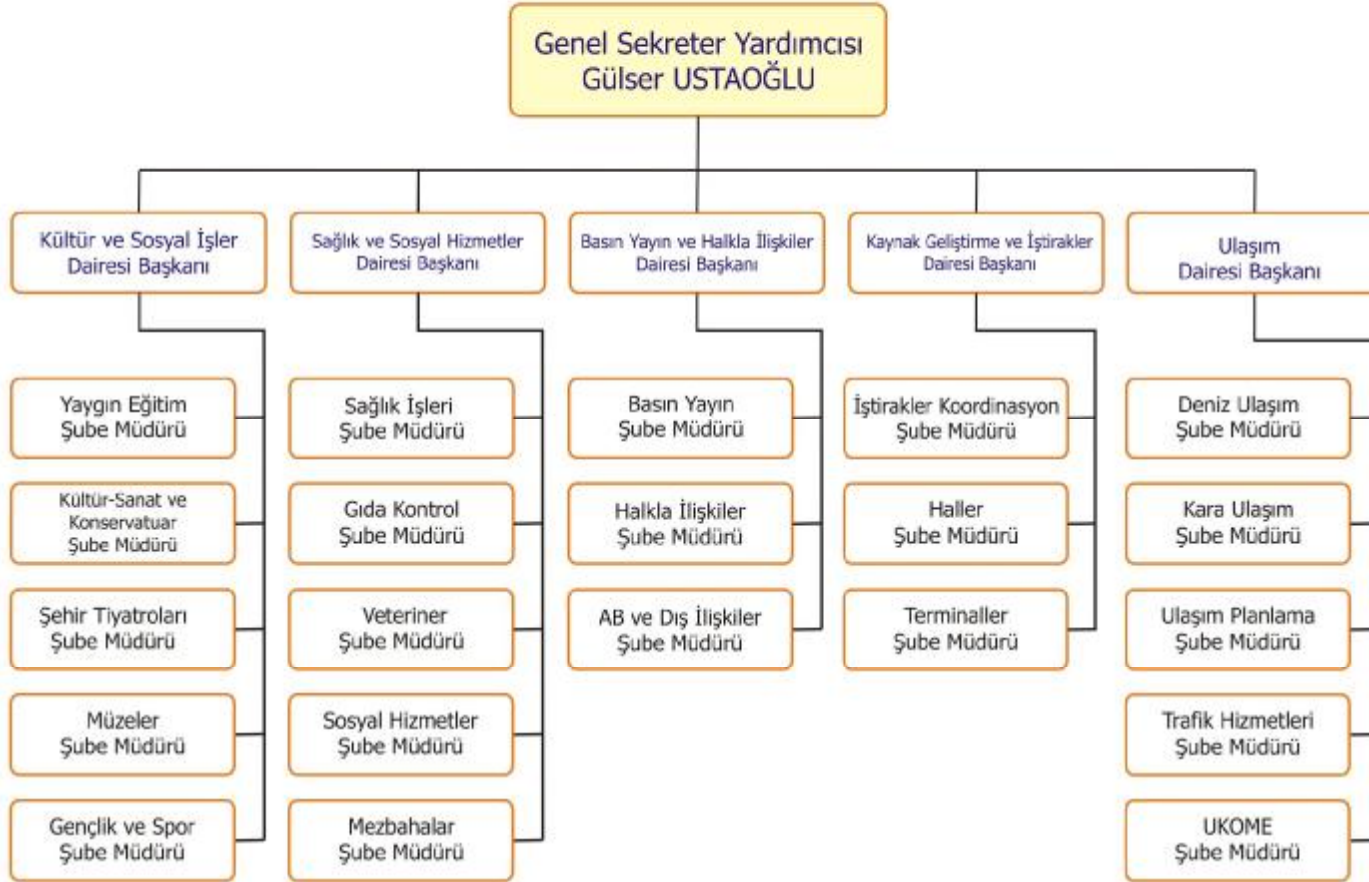 Genel Sekreter Yardımcısı
Gülser USTAOĞLU
Kültür ve Sosyal İşler
Dairesi Başkanı
Sağlık ve Sosyal Hizmetler
Dairesi Başkanı
Basın Yayın ve Halkla İlişkiler
Dairesi Başkanı
Kaynak Geliştirme ve İştirakler
Dairesi Başkanı
Ulaşım
Dairesi Başkanı
Yaygın Eğitim
Şube Müdürü
Kültür-Sanat ve
Konservatuar
Şube Müdürü
Şehir Tiyatroları
Şube Müdürü
Müzeler
Şube Müdürü
Gençlik ve Spor
Şube Müdürü
Sağlık İşleri
Şube Müdürü
Gıda Kontrol
Şube Müdürü
Veteriner
Şube Müdürü
Sosyal Hizmetler
Şube Müdürü
Mezbahalar
Şube Müdürü
Basın Yayın
Şube Müdürü
Halkla İlişkiler
Şube Müdürü
AB ve Dış İlişkiler
Şube Müdürü
İştirakler Koordinasyon
Şube Müdürü
Haller
Şube Müdürü
Terminaller
Şube Müdürü
Deniz Ulaşım
Şube Müdürü
Kara Ulaşım
Şube Müdürü
Ulaşım Planlama
Şube Müdürü
Trafik Hizmetleri
Şube Müdürü
UKOME
Şube Müdürü